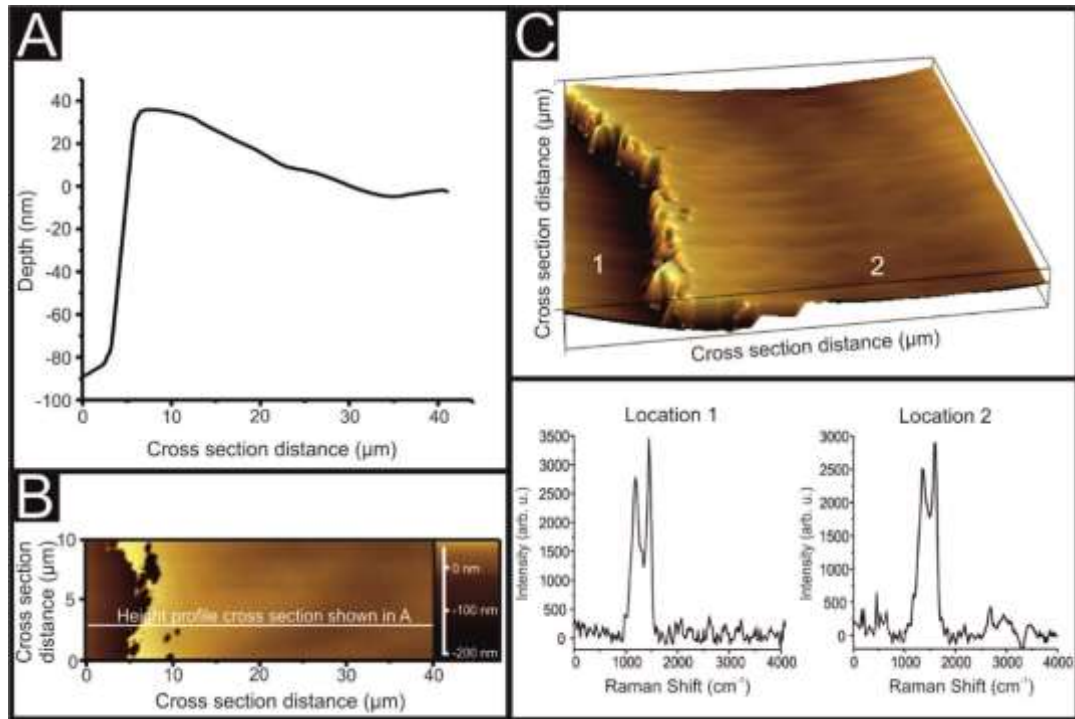 A
40
20
0
-20
-40
-60
-80
-100
Depth (nm)
0 10 20 30 40
Cross section distance (µm)
B
10
5
0
Cross section
distance (µm)
Height profile cross section shown in A
0 nm
-100 nm
-200 nm
0 10 20 30 40
Cross section distance (µm)
C
Cross section distance (µm)
1
2
Cross section distance (µm)
Location 1
3500
3000
2500
2000
1500
1000
500
0
Intensity (arb. u.)
0 1000 2000 3000 4000
Raman Shift (cm⁻¹)
Location 2
3000
2500
2000
1500
1000
500
0
Intensity (arb. u.)
0 1000 2000 3000 4000
Raman Shift (cm⁻¹)